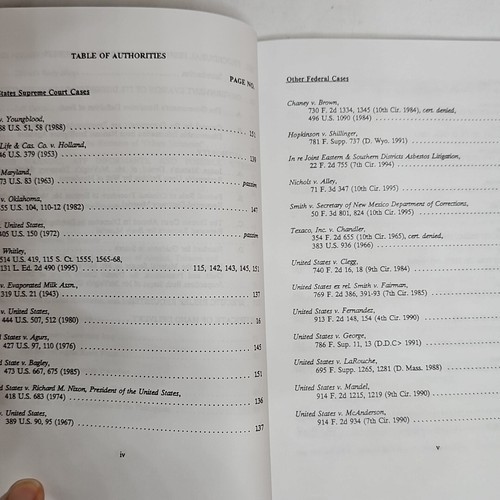 TABLE OF AUTHORITIES
PAGE NO.
States Supreme Court Cases
v. Youngblood,
88 U.S. 51, 58 (1988) 151
Life & Cas. Co. v. Holland,
46 U.S. 379 (1953) 139
Maryland,
73 U.S. 83 (1963) passim
v. Oklahoma,
55 U.S. 104, 110-12 (1982) 147
. United States,
405 U.S. 150 (1972) passim
Whitley,
514 U.S. 419, 115 S. Ct. 1555, 1565-68,
131 L. Ed. 2d 490 (1995) 115, 142, 143, 145, 151
v. Evaporated Milk Assn.,
319 U.S. 21 (1943) 137
v. United States,
444 U.S. 507, 512 (1980) 16
States v. Agurs,
427 U.S. 97, 110 (1976) 145
d State v. Bagley,
473 U.S. 667, 675 (1985) 151
d States v. Richard M. Nixon, President of the United States,
418 U.S. 683 (1974) 136
v. United States,
389 U.S. 90, 95 (1967) 137
iv
Other Federal Cases
Chaney v. Brown,
730 F. 2d 1334, 1345 (10th Cir. 1984), cert. denied,
496 U.S. 1090 (1984)
Hopkinson v. Shillinger,
781 F. Supp. 737 (D. Wyo. 1991)
In re Joint Eastern & Southern Districts Asbestos Litigation,
22 F. 2d 755 (7th Cir. 1994)
Nichols v. Alley,
71 F. 3d 347 (10th Cir. 1995)
Smith v. Secretary of New Mexico Department of Corrections,
50 F. 3d 801, 824 (10th Cir. 1995)
Texaco, Inc. v. Chandler,
354 F. 2d 655 (10th Cir. 1965), cert. denied,
383 U.S. 936 (1966)
United States v. Clegg,
740 F. 2d 16, 18 (9th Cir. 1984)
United States ex rel. Smith v. Fairman,
769 F. 2d 386, 391-93 (7th Cir. 1985)
United States v. Fernandes,
913 F. 2d 148, 154 (4th Cir. 1990)
United States v. George,
786 F. Sup. 11, 13 (D.D.C> 1991)
United States v. LaRouche,
695 F. Supp. 1265, 1281 (D. Mass. 1988)
United States v. Mandel,
914 F. 2d 1215, 1219 (9th Cir. 1990)
United States v. McAnderson,
914 F. 2d 934 (7th Cir. 1990)
v